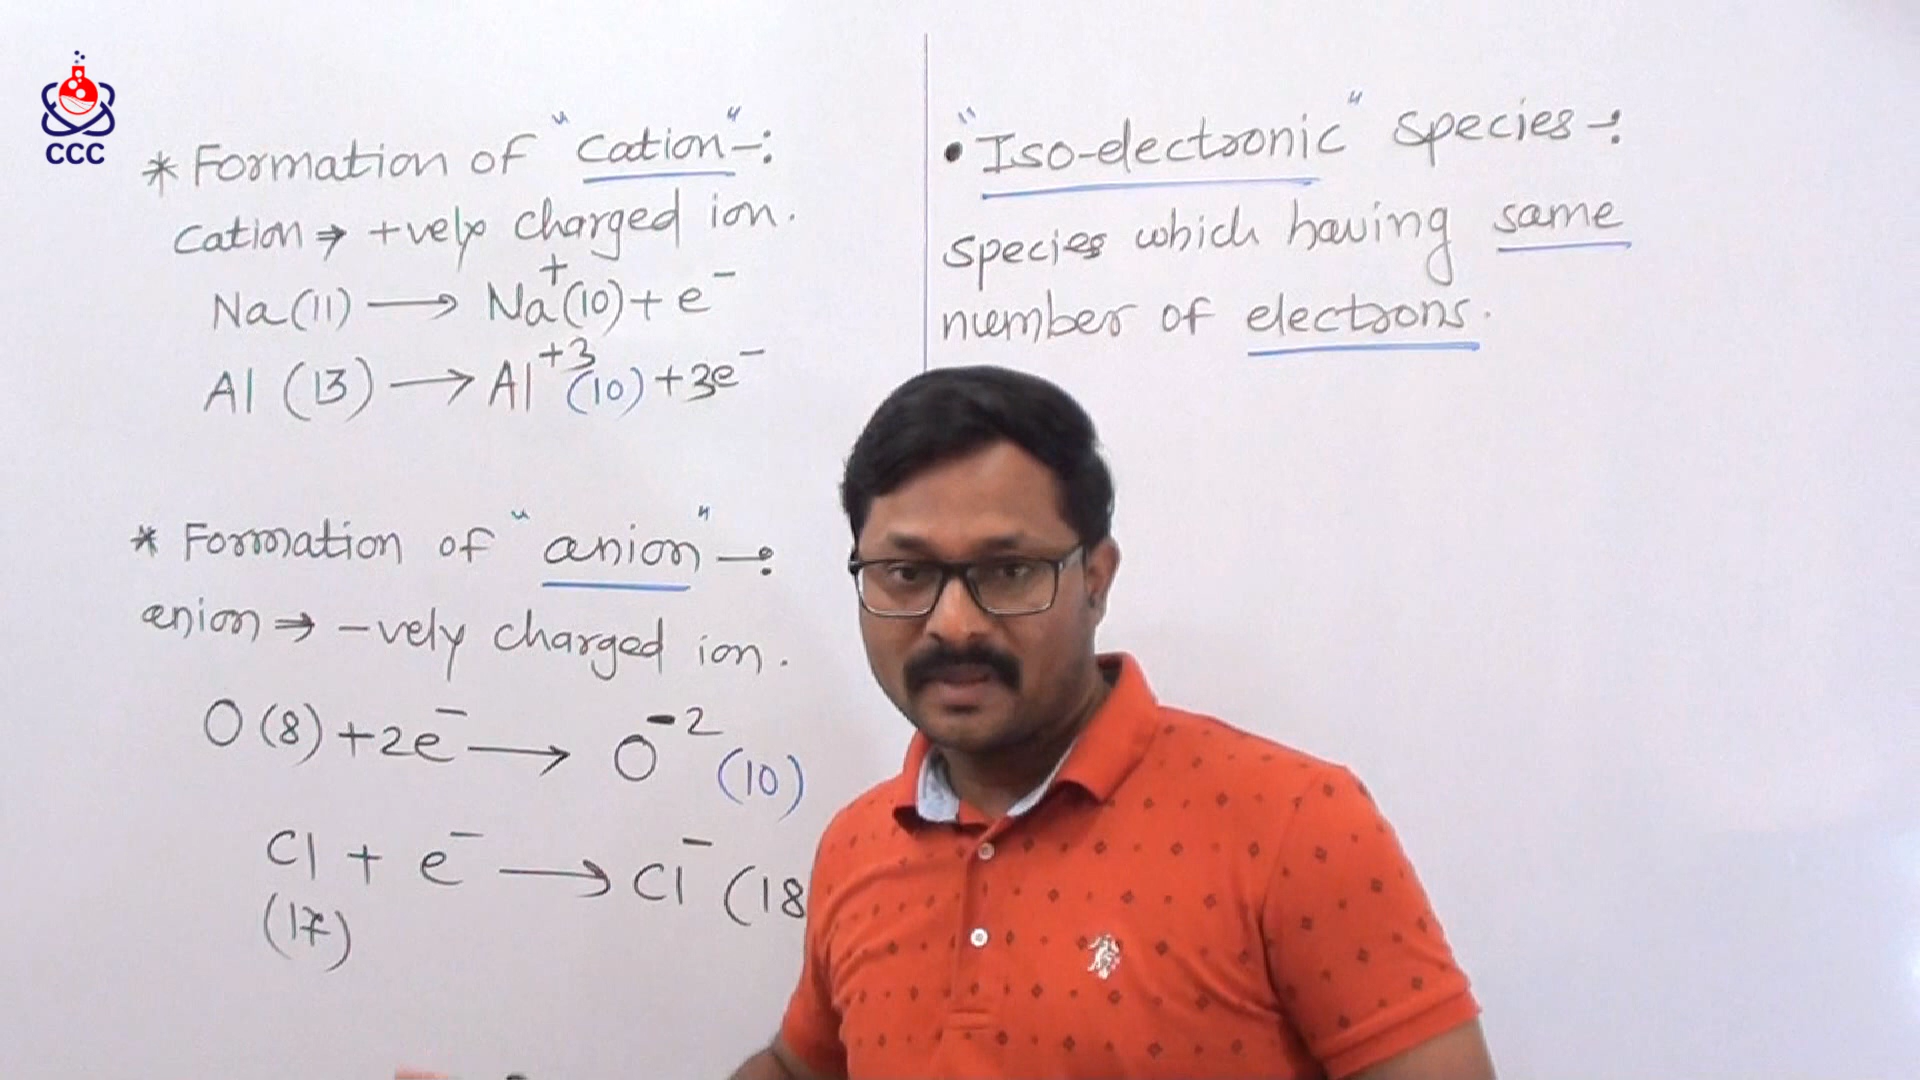 CCC
* Formation of "cation" -:
cation ⇒ +vely charged ion.
Na (11) ⟶ Na⁺(10) + e⁻
Al (13) ⟶ Al⁺³(10) + 3e⁻
* Formation of "anion" -:
anion ⇒ -vely charged ion.
O (8) + 2e⁻ ⟶ O⁻² (10)
Cl + e⁻ ⟶ Cl⁻ (18
(17)
• "Iso-electronic" species -:
species which having same
number of electrons.